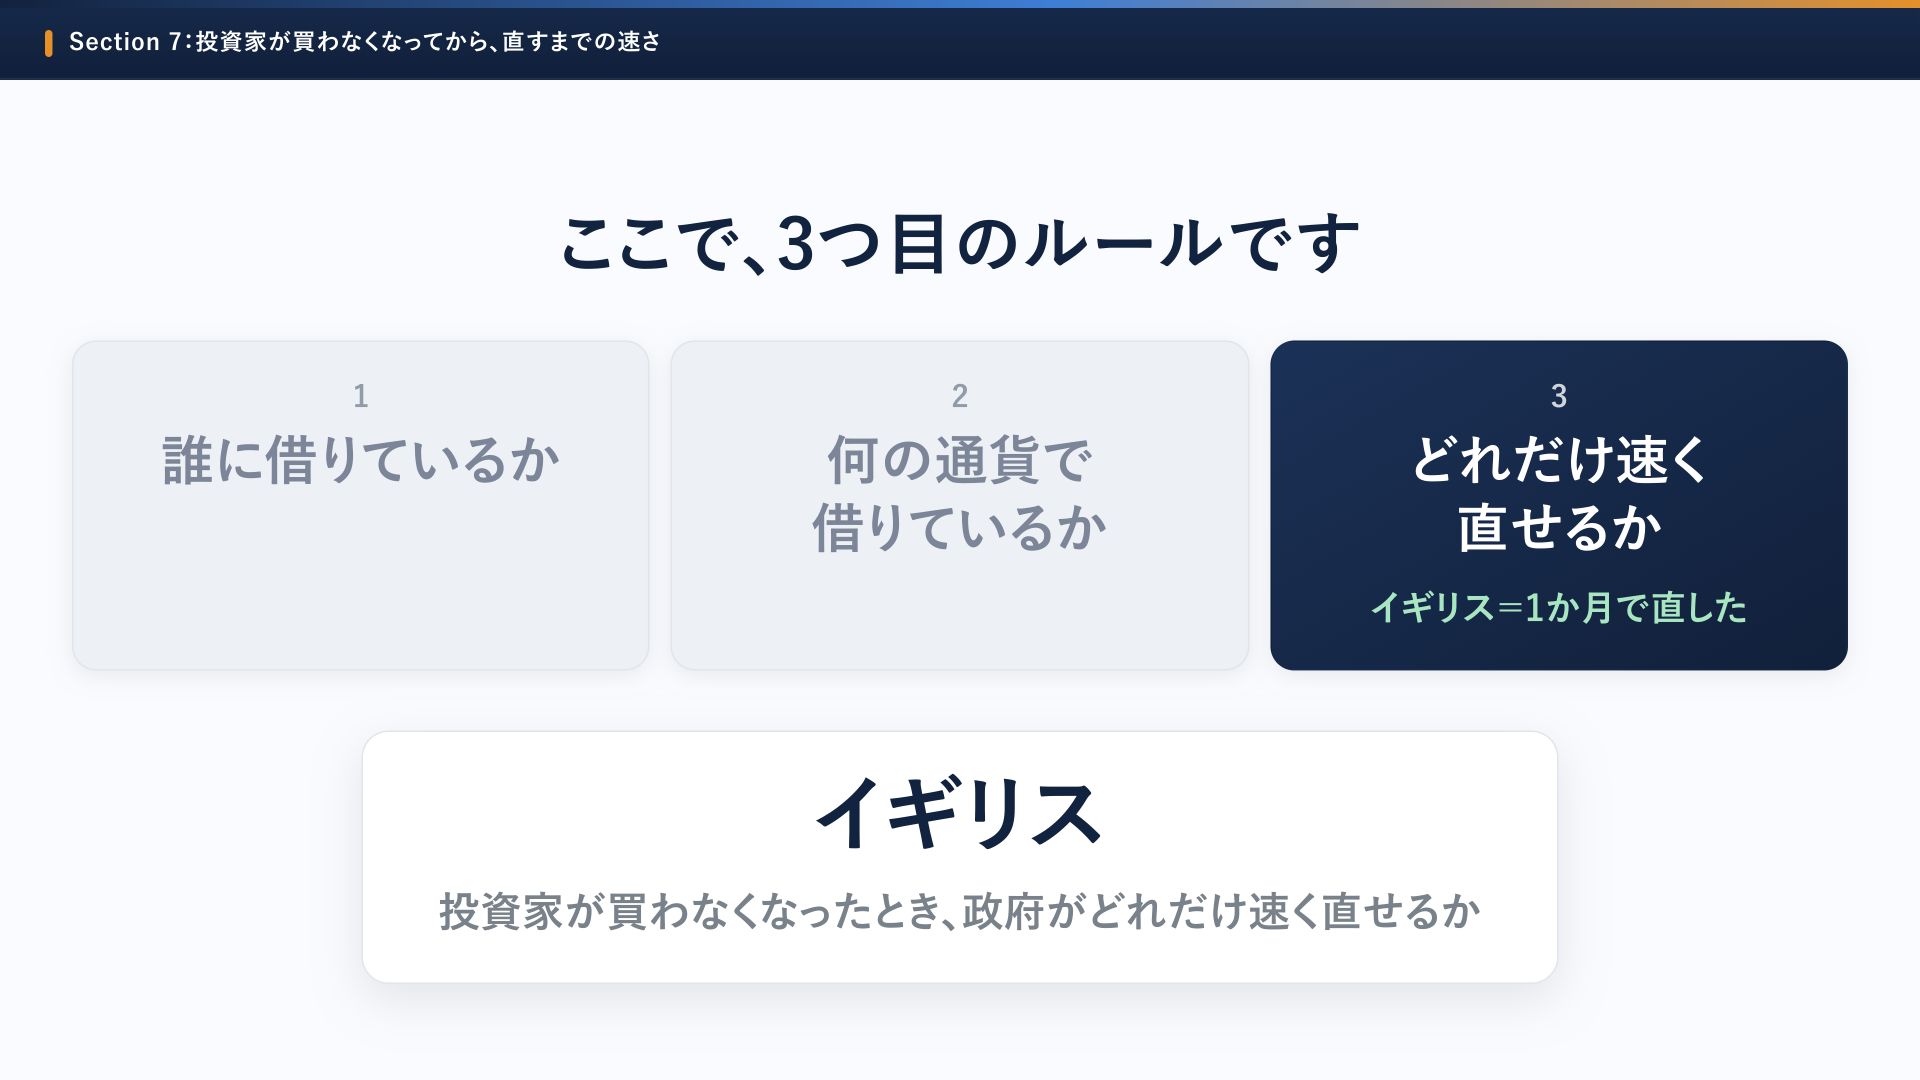 Section 7：投資家が買わなくなってから、直すまでの速さ
ここで、3つ目のルールです
1
誰に借りているか
2
何の通貨で
借りているか
3
どれだけ速く
直せるか
イギリス＝1か月で直した
イギリス
投資家が買わなくなったとき、政府がどれだけ速く直せるか